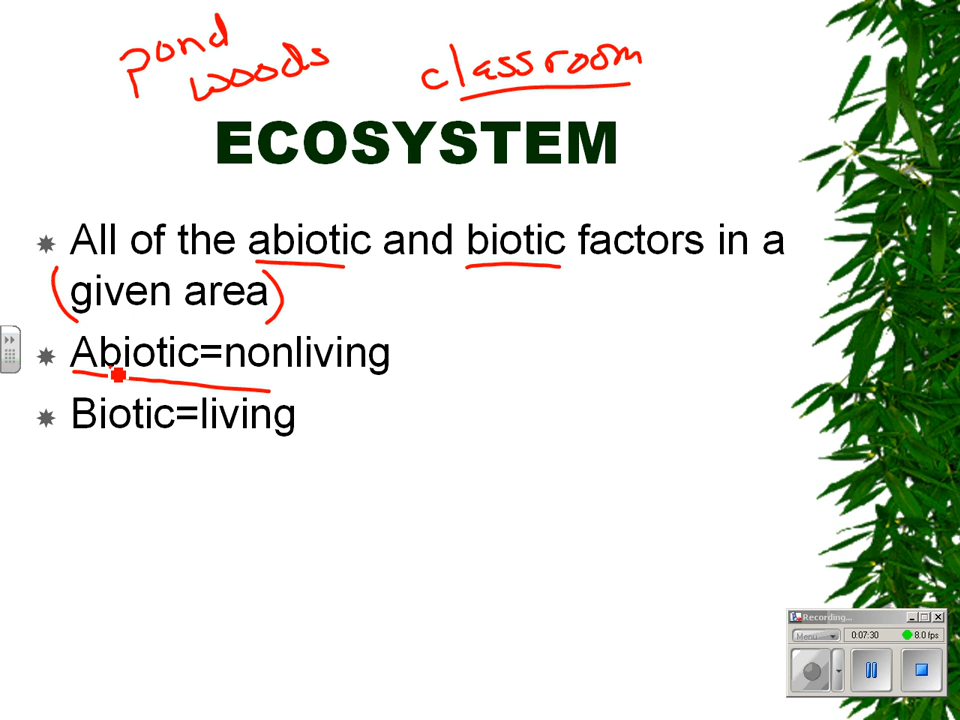 pond
woods
classroom
ECOSYSTEM
All of the abiotic and biotic factors in a
given area
Abiotic=nonliving
Biotic=living
Recording...
Menu
0:07:30
8.0 fps